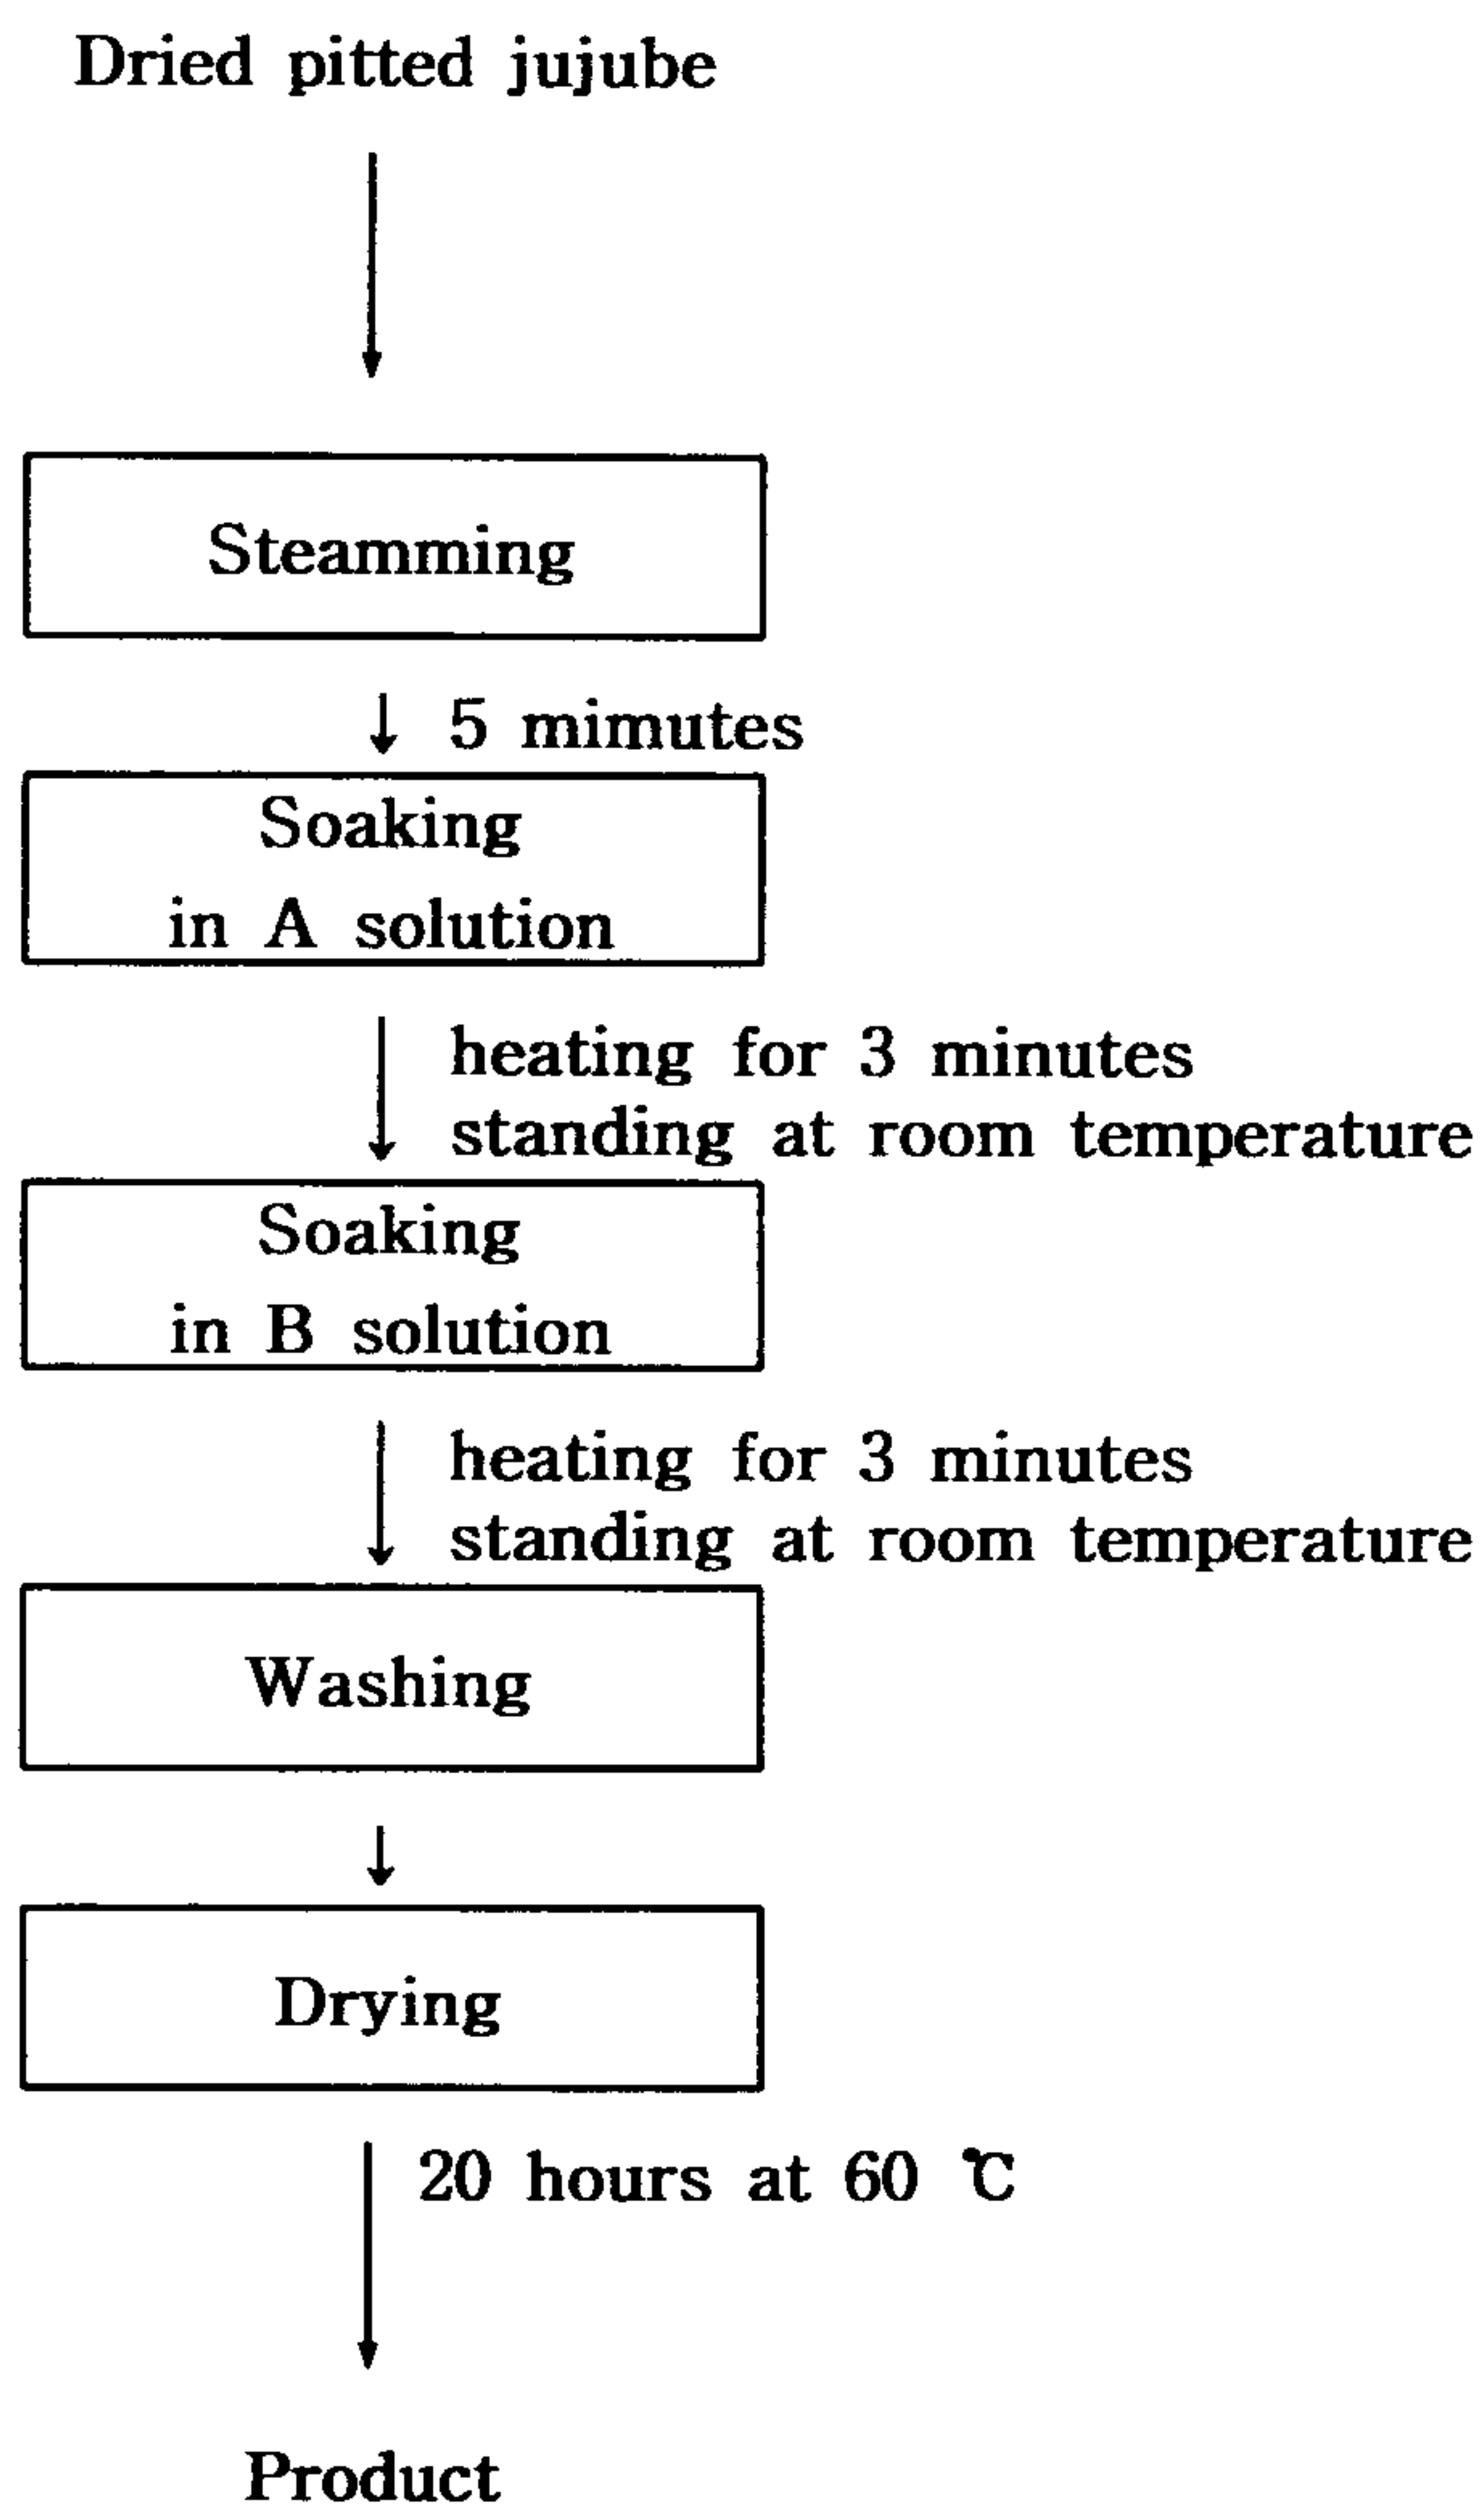 Dried pitted jujube
Steamming
5 mimutes
Soaking
in A solution
heating for 3 minutes
standing at room temperature
Soaking
in B solution
heating for 3 minutes
standing at room temperature
Washing
Drying
20 hours at 60 ℃
Product